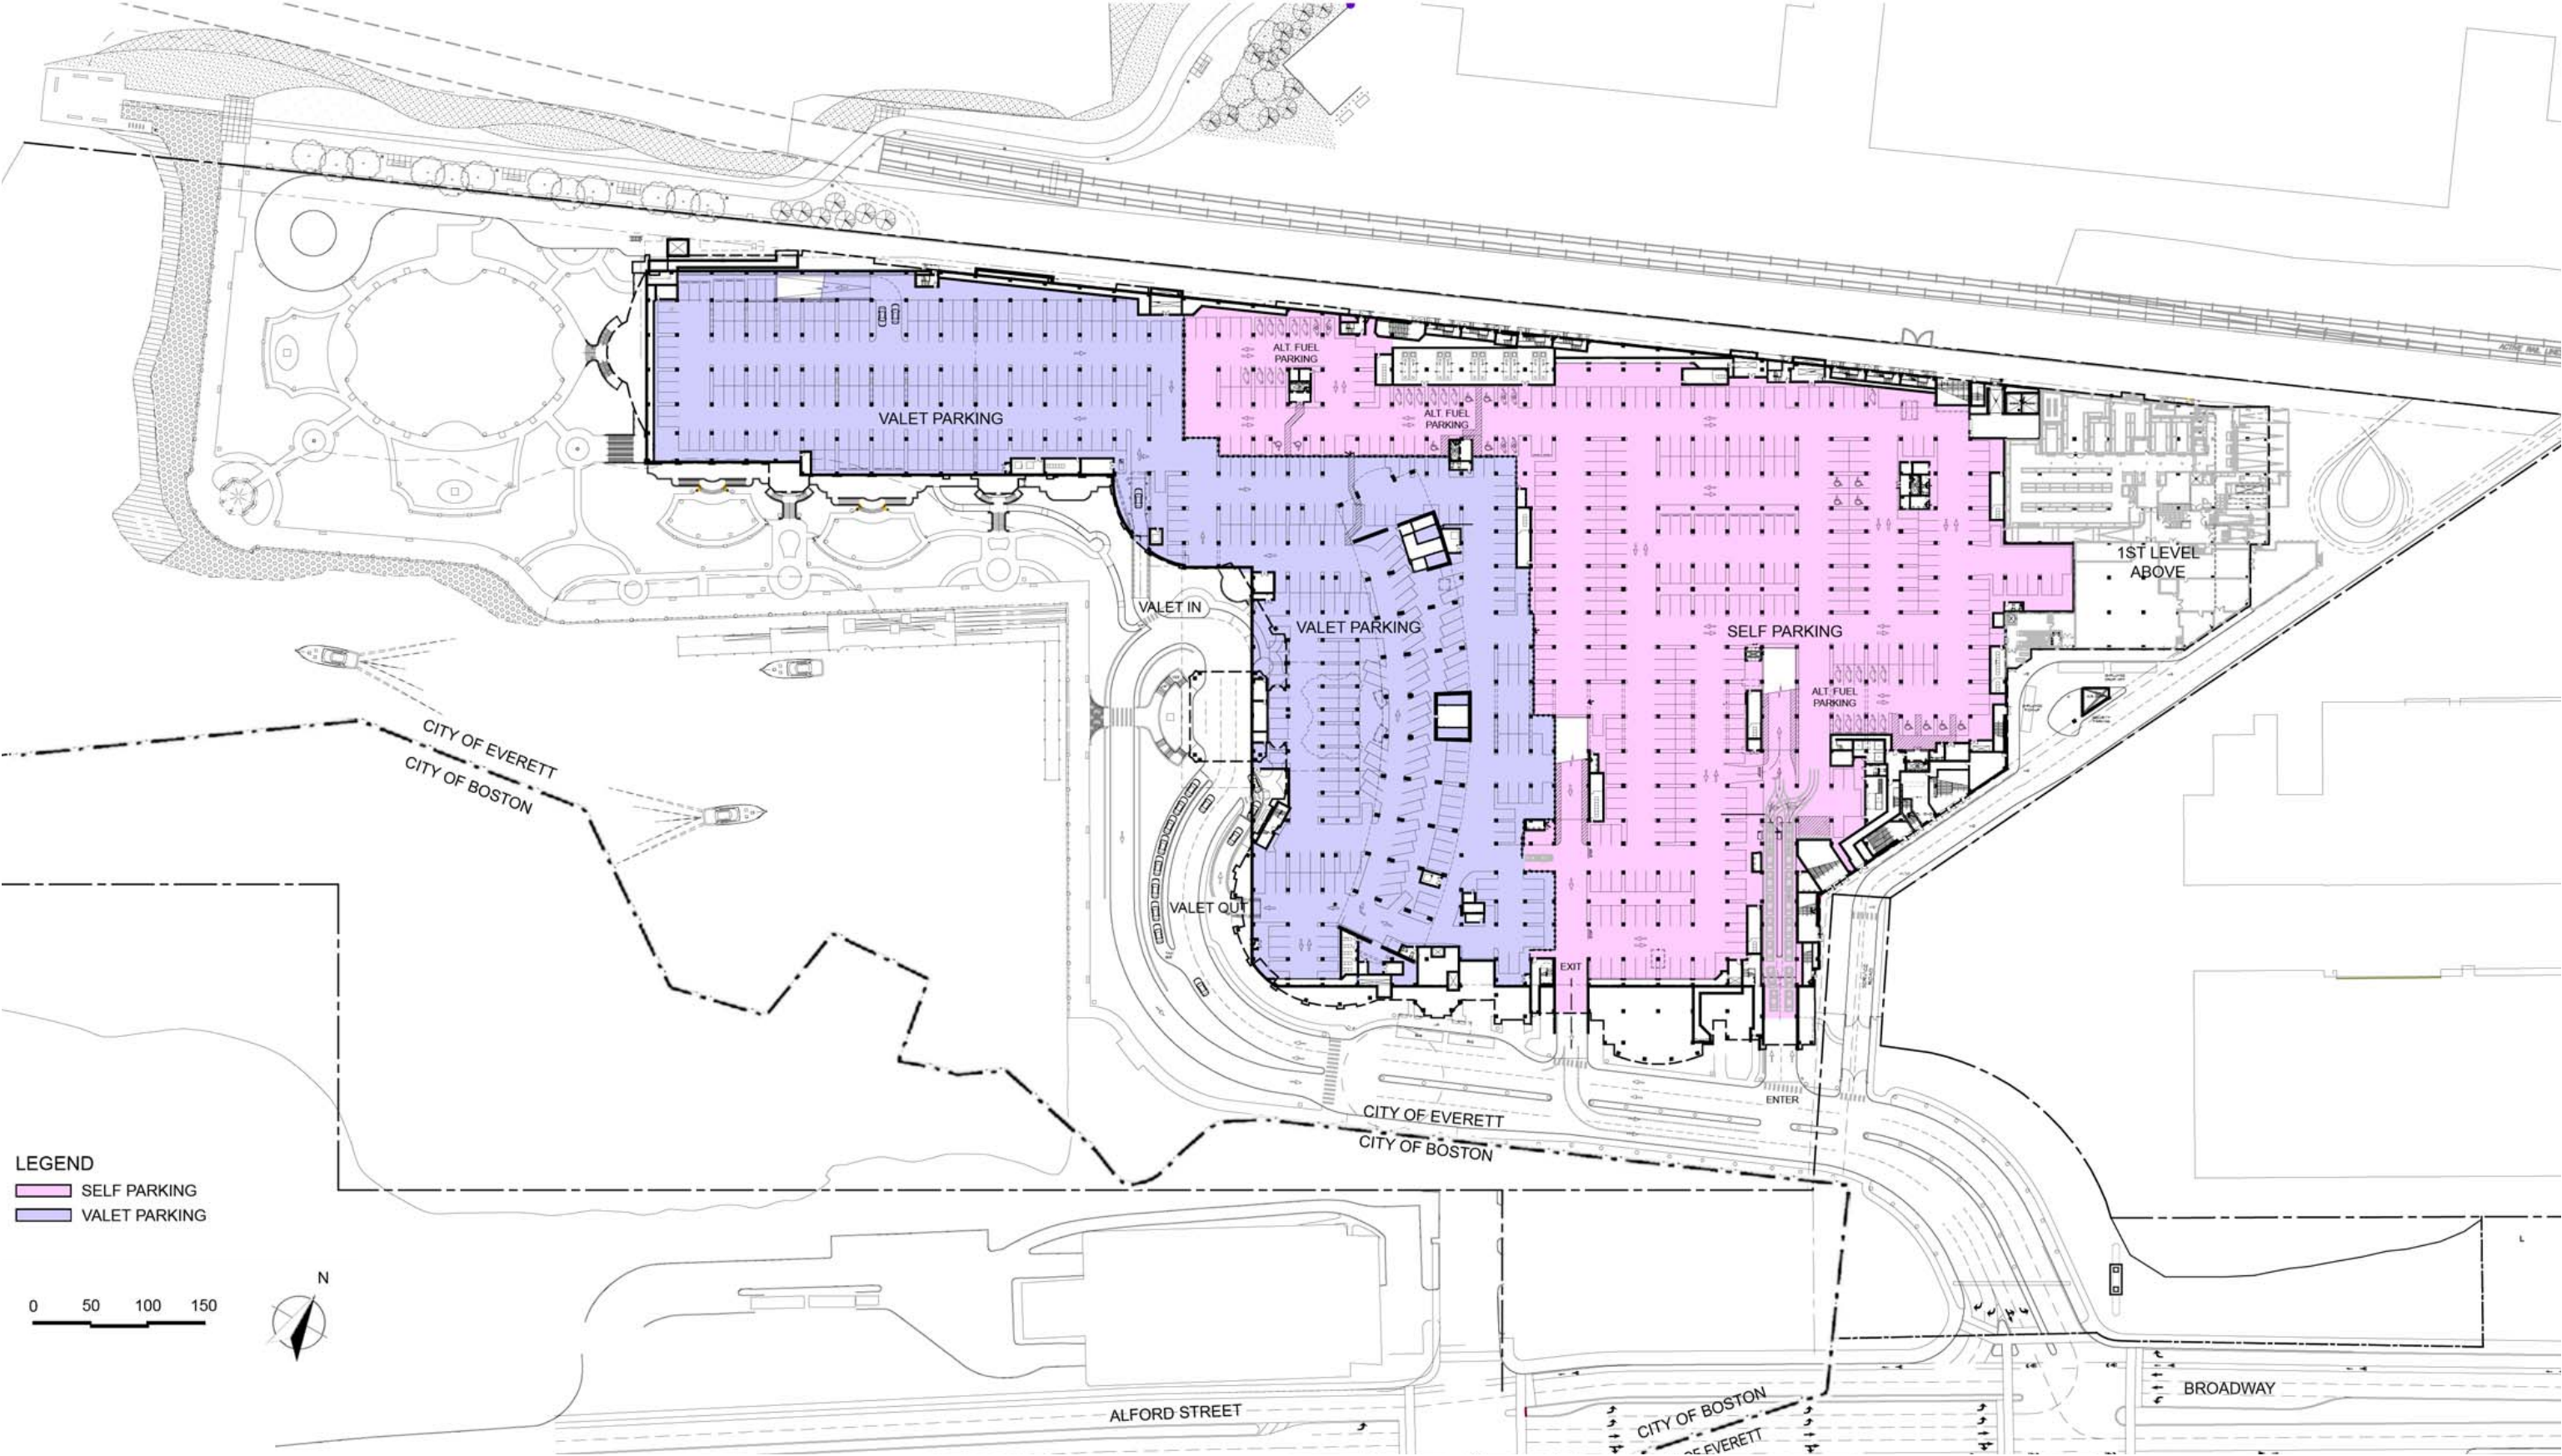 ALT. FUEL
PARKING
VALET PARKING
ALT. FUEL
PARKING
1ST LEVEL
ABOVE
VALET IN
VALET PARKING
SELF PARKING
ALT. FUEL
PARKING
CITY OF EVERETT
CITY OF BOSTON
VALET OUT
EXIT
ENTER
CITY OF EVERETT
CITY OF BOSTON
LEGEND
SELF PARKING
VALET PARKING
N
0 50 100 150
L
BROADWAY
ALFORD STREET
CITY OF BOSTON
OF EVERETT